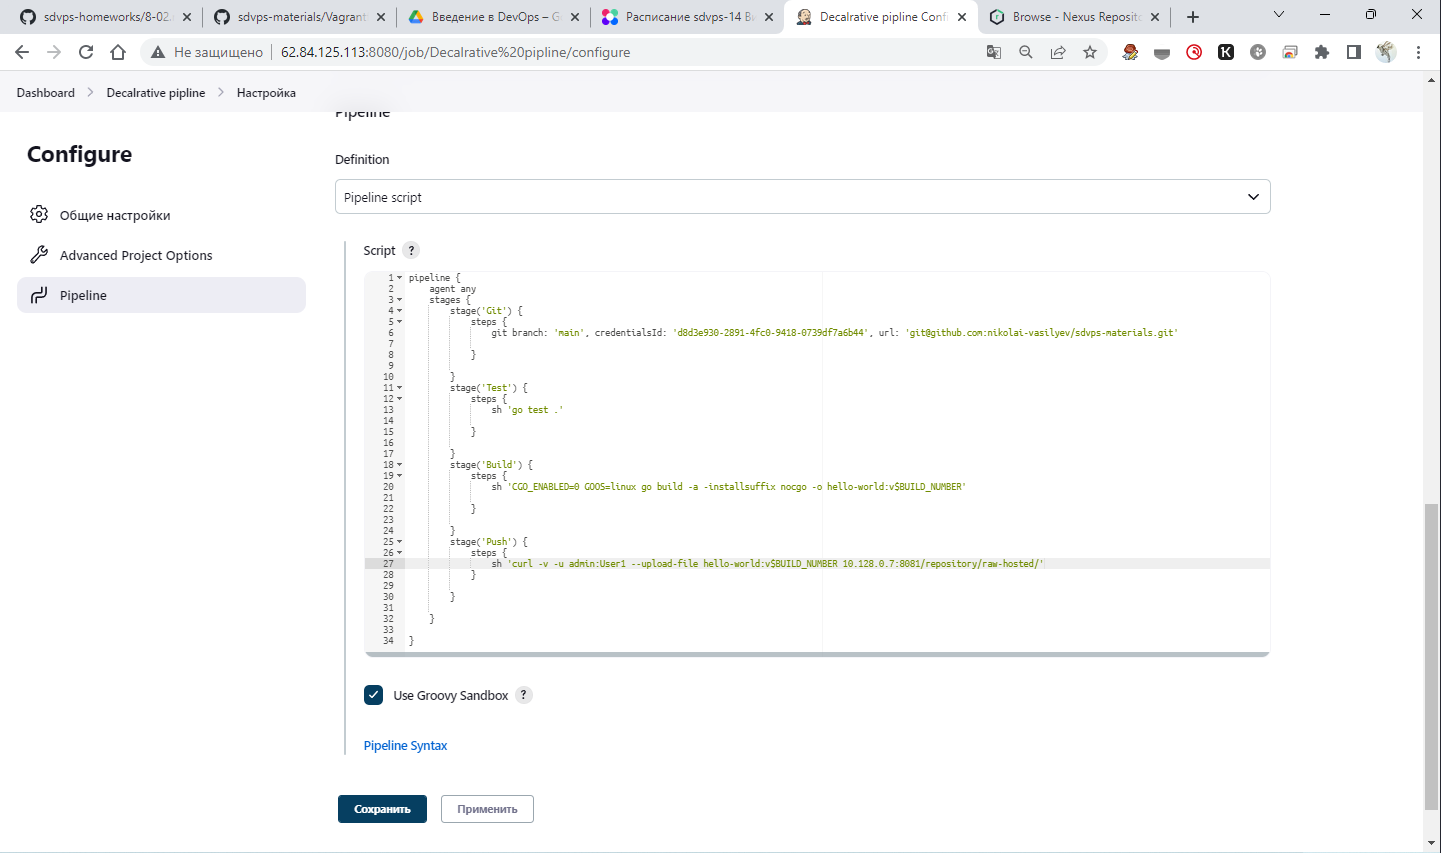 sdvps-homeworks/8-02.
sdvps-materials/Vagrant
Введение в DevOps – G
Расписание sdvps-14 В
Decalrative pipline Conf
Browse - Nexus Reposito
Не защищено
62.84.125.113:8080/job/Decalrative%20pipline/configure
Dashboard
Decalrative pipline
Настройка
Pipeline
Configure
Общие настройки
Advanced Project Options
Pipeline
Definition
Pipeline script
Script ?
1 pipeline {
2 agent any
3 stages {
4 stage('Git') {
5 steps {
6 git branch: 'main', credentialsId: 'd8d3e930-2891-4fc0-9418-0739df7a6b44', url: 'git@github.com:nikolai-vasilyev/sdvps-materials.git'
7
8 }
9
10 }
11 stage('Test') {
12 steps {
13 sh 'go test .'
14
15 }
16
17 }
18 stage('Build') {
19 steps {
20 sh 'CGO_ENABLED=0 GOOS=linux go build -a -installsuffix nocgo -o hello-world:v$BUILD_NUMBER'
21
22 }
23
24 }
25 stage('Push') {
26 steps {
27 sh 'curl -v -u admin:User1 --upload-file hello-world:v$BUILD_NUMBER 10.128.0.7:8081/repository/raw-hosted/'
28 }
29
30 }
31
32 }
33
34 }
Use Groovy Sandbox ?
Pipeline Syntax
Сохранить
Применить